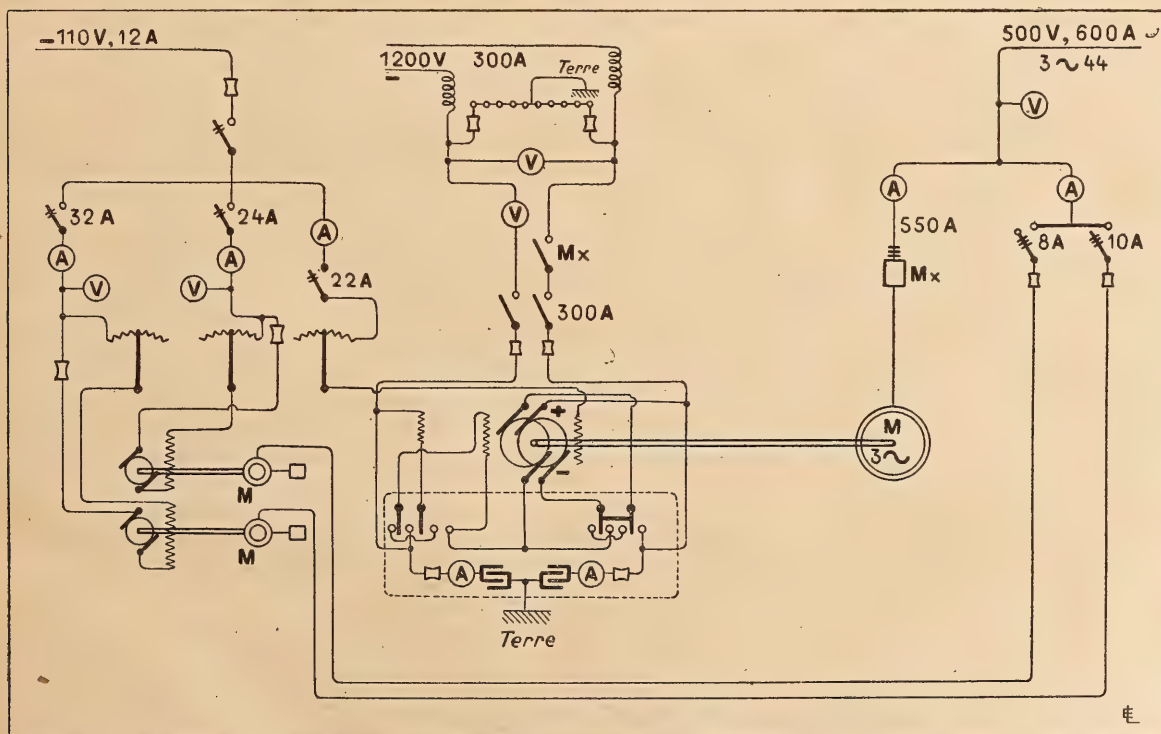 –110V, 12A
1200V 300A
–
Terre
500V, 600A
3~44
V
V
V
A
A
550A
Mx
8A
10A
32A
24A
A
22A
A
A
V
V
Mx
300A
+
–
M
3~
M
M
A
A
Terre